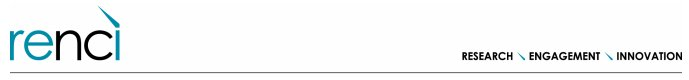 renci
RESEARCH \ ENGAGEMENT \ INNOVATION